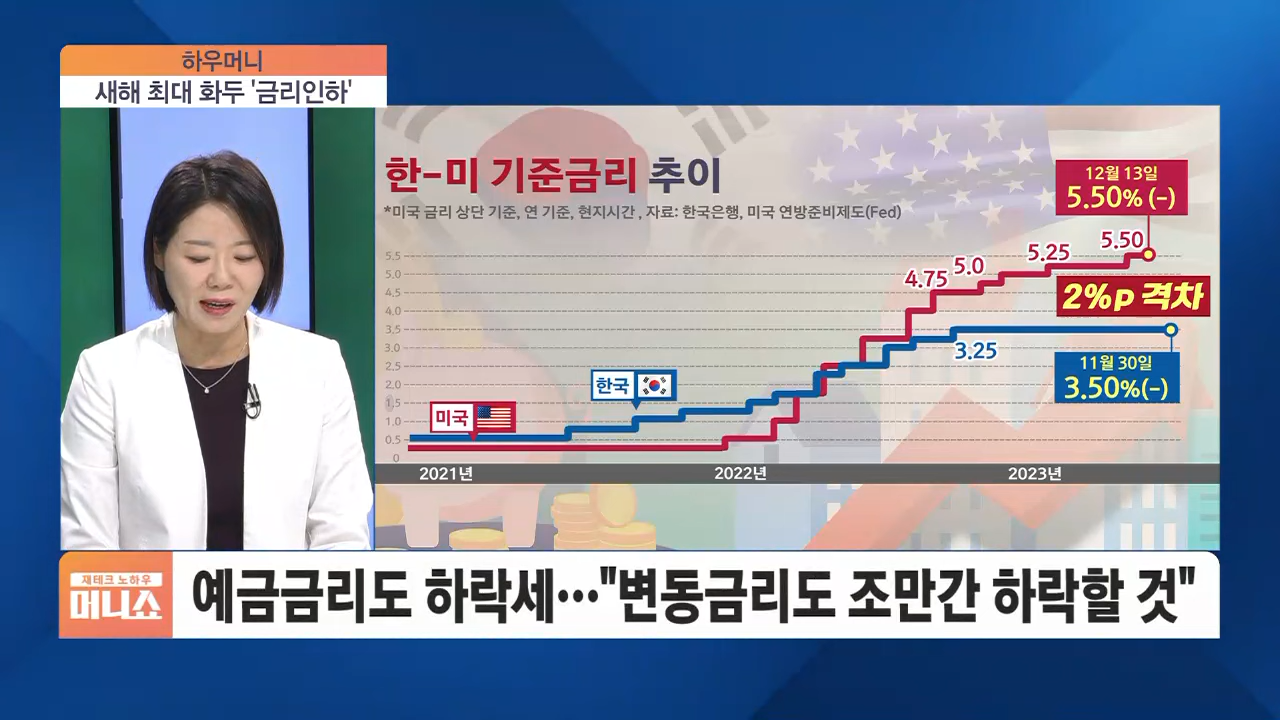 하우머니
새해 최대 화두 '금리인하'
한-미 기준금리 추이
*미국 금리 상단 기준, 연 기준, 현지시간 , 자료: 한국은행, 미국 연방준비제도(Fed)
12월 13일
5.50% (-)
5.50
5.25
5.0
4.75
2%p 격차
3.25
11월 30일
3.50%(-)
한국
미국
5.5
5.0
4.5
4.0
3.5
3.0
2.5
2.0
1.5
1.0
0.5
0
2021년 2022년 2023년
재테크 노하우
머니쇼
예금금리도 하락세…"변동금리도 조만간 하락할 것"